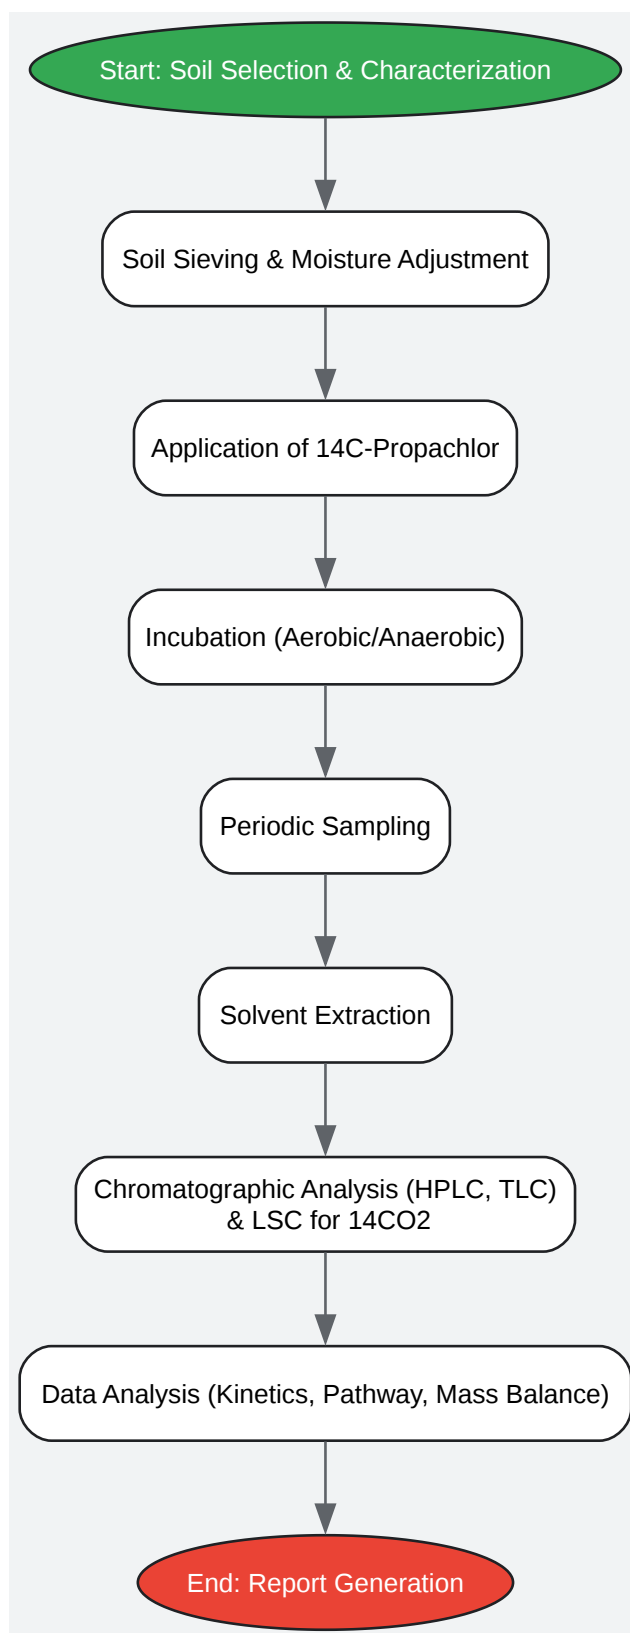 Start: Soil Selection & Characterization
Soil Sieving & Moisture Adjustment
Application of 14C-Propachlor
Incubation (Aerobic/Anaerobic)
Periodic Sampling
Solvent Extraction
Chromatographic Analysis (HPLC, TLC)
& LSC for 14CO2
Data Analysis (Kinetics, Pathway, Mass Balance)
End: Report Generation